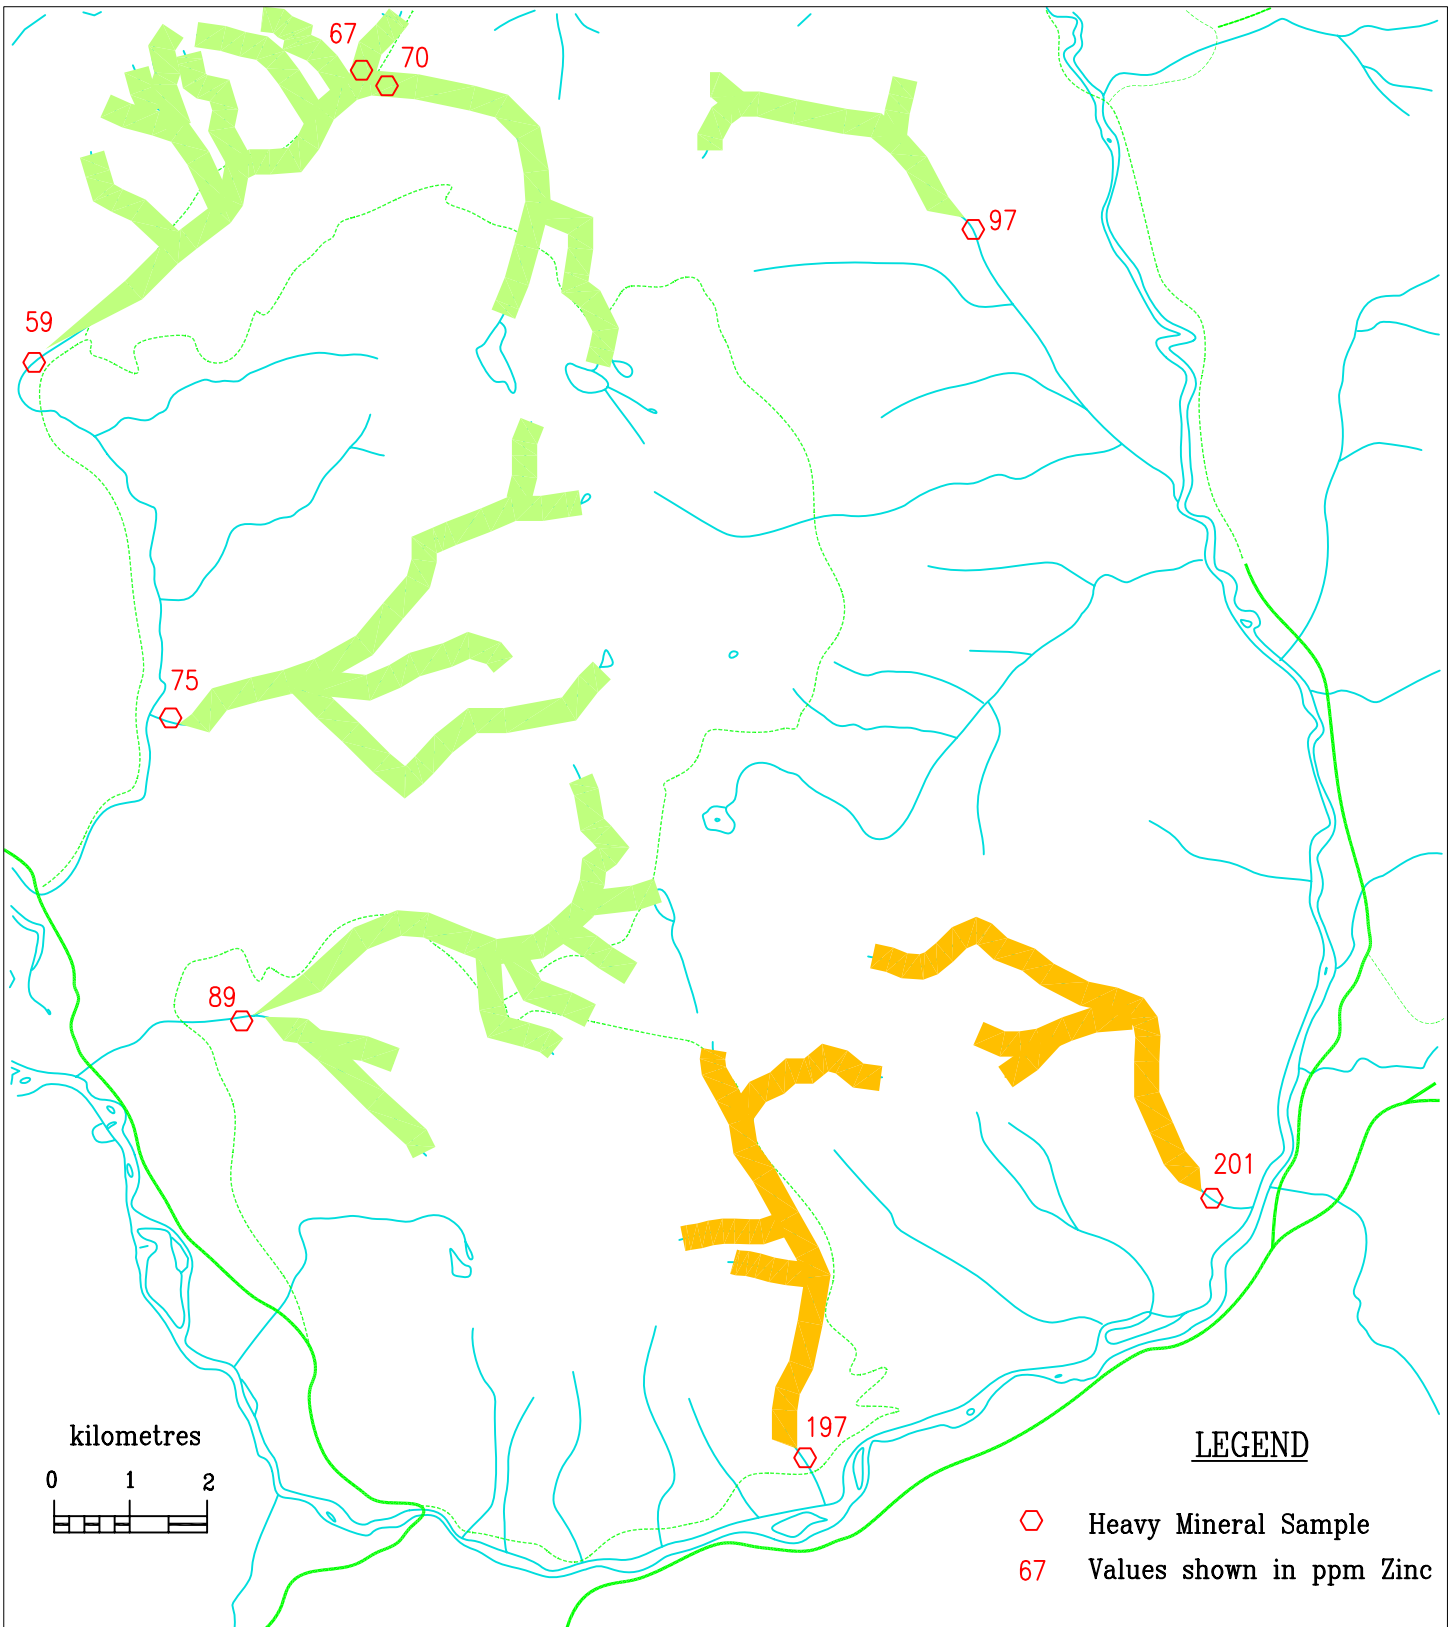 67
70
97
59
75
89
201
197
kilometres
0 1 2
LEGEND
Heavy Mineral Sample
67 Values shown in ppm Zinc